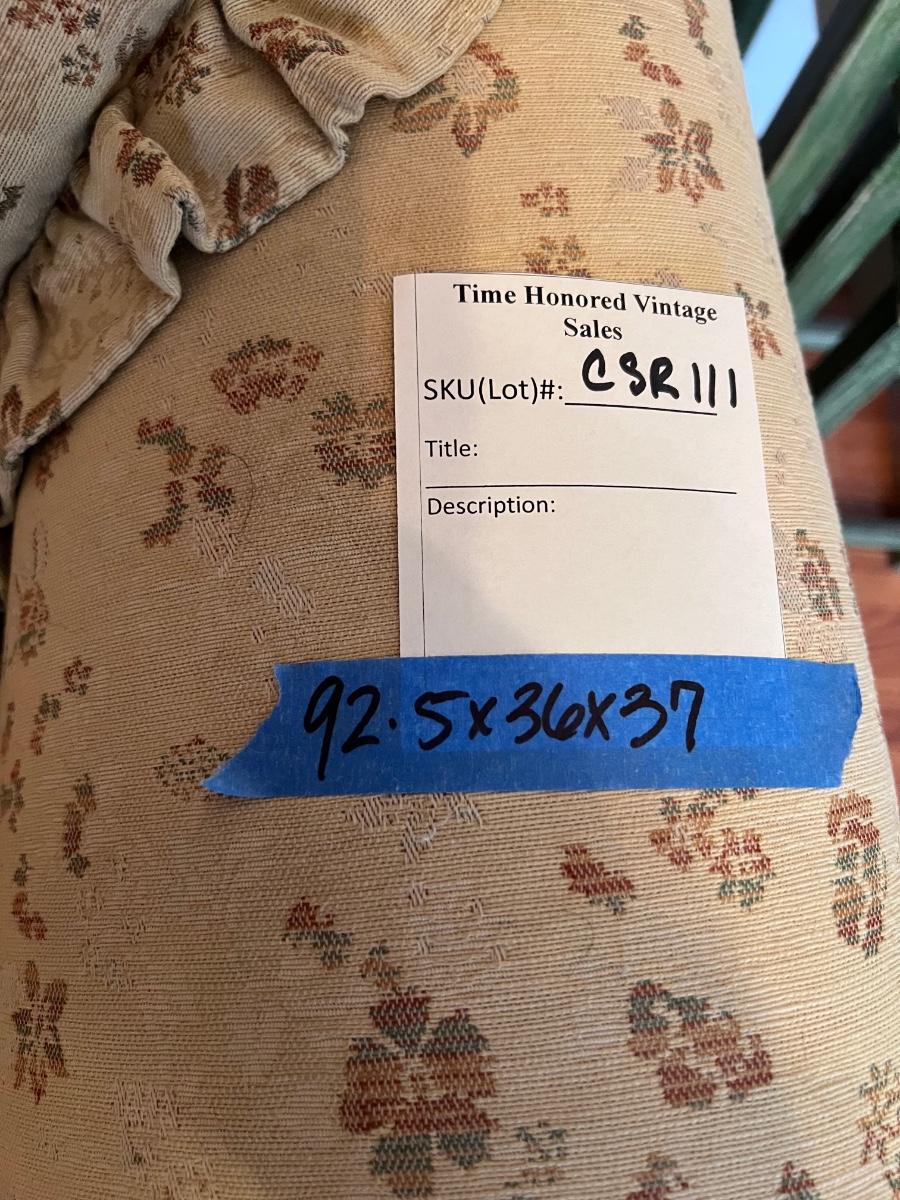 Time Honored Vintage
Sales
SKU(Lot)#: CSR111
Title:
Description:
92.5x36x37